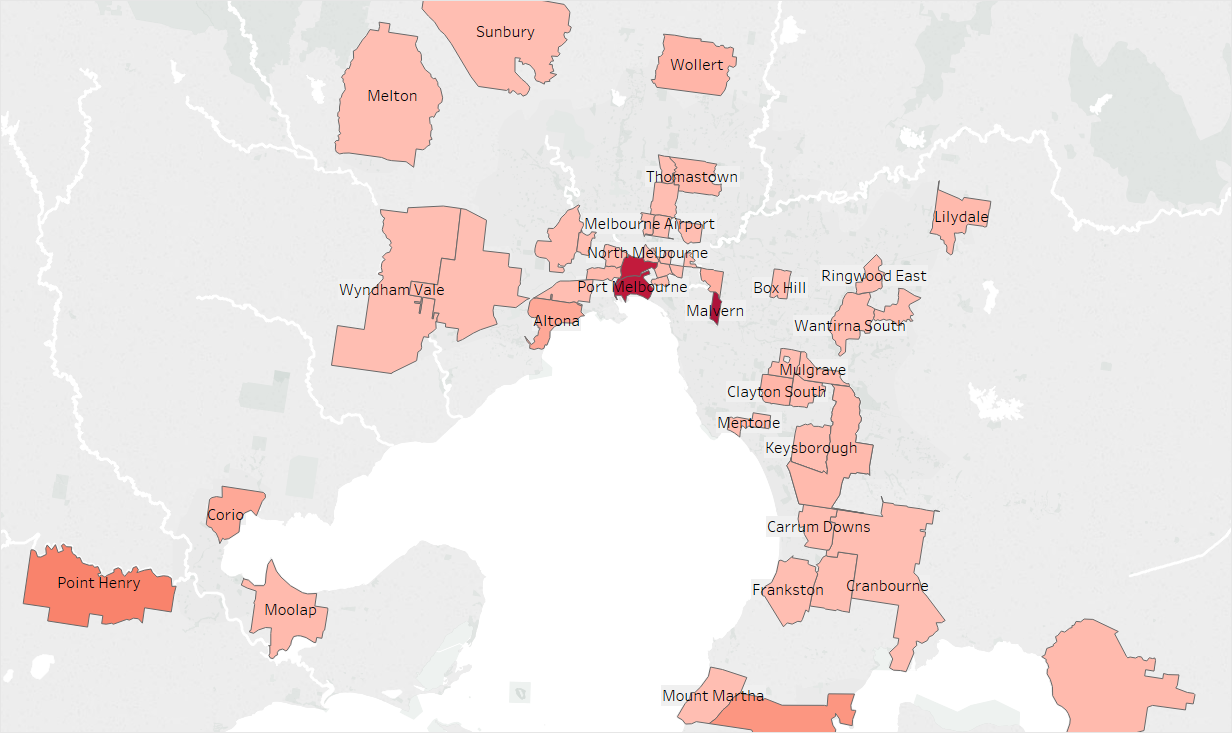 Sunbury
Wollert
Melton
Thomastown
Lilydale
Melbourne Airport
North Melbourne
Ringwood East
Wyndham Vale
Port Melbourne
Box Hill
Malvern
Altona
Wantirna South
Mulgrave
Clayton South
Mentone
Keysborough
Corio
Carrum Downs
Point Henry
Frankston
Cranbourne
Moolap
Mount Martha